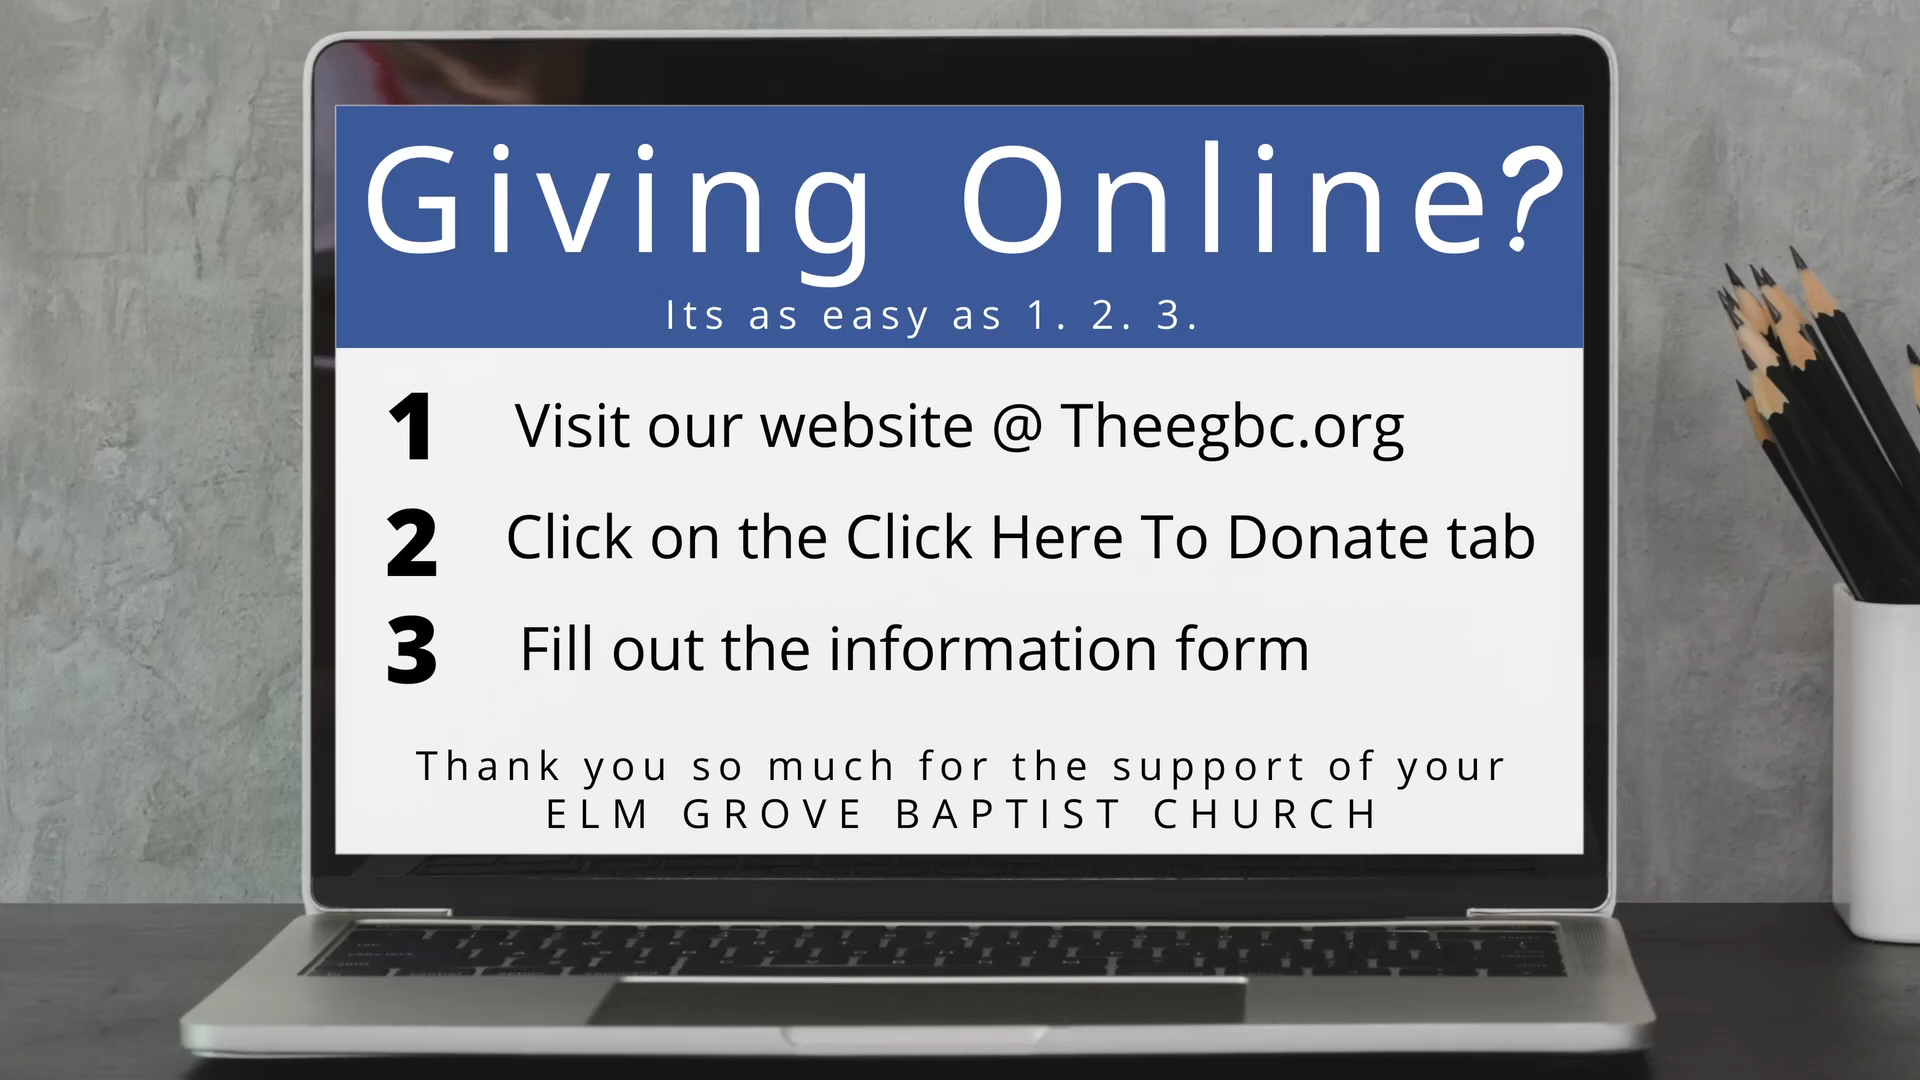 Giving Online?
Its as easy as 1. 2. 3.
1 Visit our website @ Theegbc.org
2 Click on the Click Here To Donate tab
3 Fill out the information form
Thank you so much for the support of your
ELM GROVE BAPTIST CHURCH